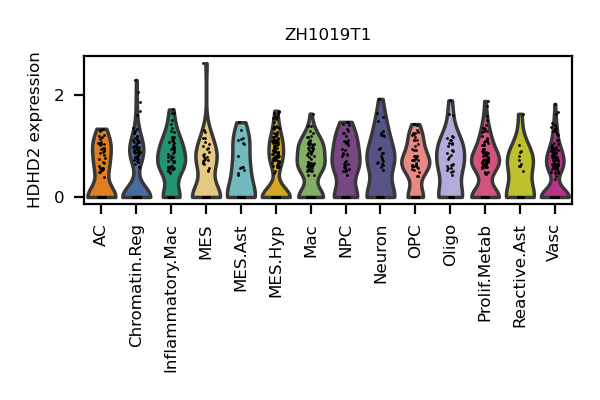 ZH1019T1
HDHD2 expression
2
0
AC
Chromatin.Reg
Inflammatory.Mac
MES
MES.Ast
MES.Hyp
Mac
NPC
Neuron
OPC
Oligo
Prolif.Metab
Reactive.Ast
Vasc